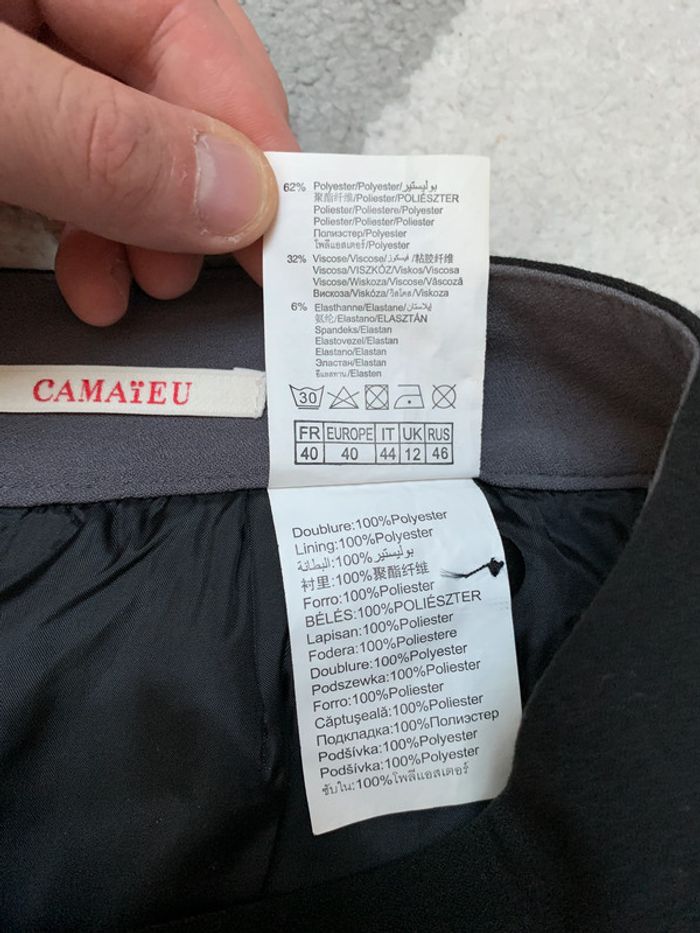 62% Polyester/Polyester/بوليستير
聚酯纤维/Poliester/POLIÉSZTER
Poliester/Poliestere/Polyester
Poliester/Poliester/Poliester
Полиэстер/Polyester
โพลีแอสเตอร์/Polyester
32% Viscose/Viscose/فيسكوز/粘胶纤维
Viscosa/VISZKÓZ/Viskos/Viscosa
Viscose/Wiskoza/Viscose/Vâscoză
Вискоза/Viskóza/วิสโคส/Viskoza
6% Elasthanne/Elastane/إيلاستان
氨纶/Elastano/ELASZTÁN
Spandeks/Elastan
Elastovezel/Elastan
Elastano/Elastan
Эластан/Elastan
อีลาสเทน/Elasten
30
CAMAïEU
FR EUROPE IT UK RUS
40 40 44 12 46
Doublure:100%Polyester
Lining:100%Polyester
البطانة:100% بوليستير
衬里:100%聚酯纤维
Forro:100%Poliester
BÉLÉS:100%POLIÉSZTER
Lapisan:100%Poliester
Fodera:100%Poliestere
Doublure:100%Polyester
Podszewka:100%Poliester
Forro:100%Poliester
Căptuşeală:100%Poliester
Подкладка:100%Полиэстер
Podšívka:100%Polyester
Podšívka:100%Polyester
ซับใน:100%โพลีแอสเตอร์